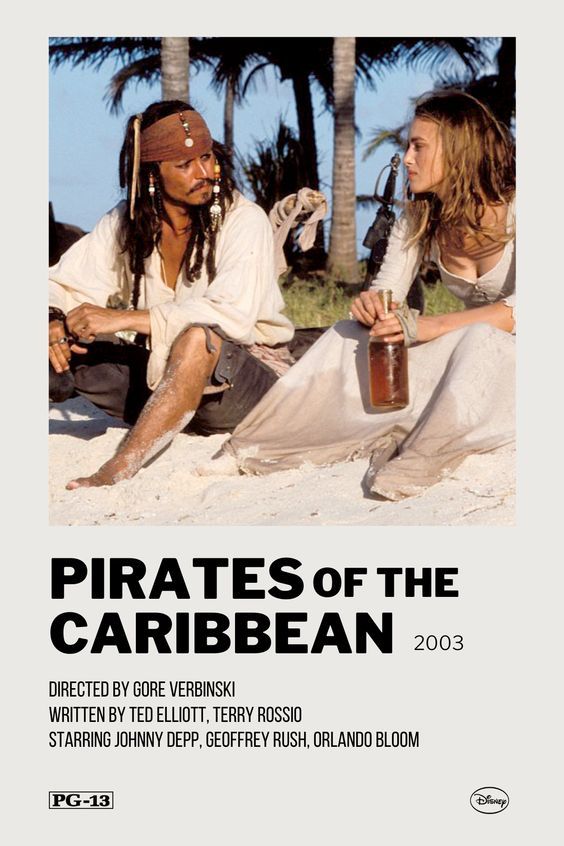 PIRATES OF THE
CARIBBEAN 2003
DIRECTED BY GORE VERBINSKI
WRITTEN BY TED ELLIOTT, TERRY ROSSIO
STARRING JOHNNY DEPP, GEOFFREY RUSH, ORLANDO BLOOM
PG-13
Disney